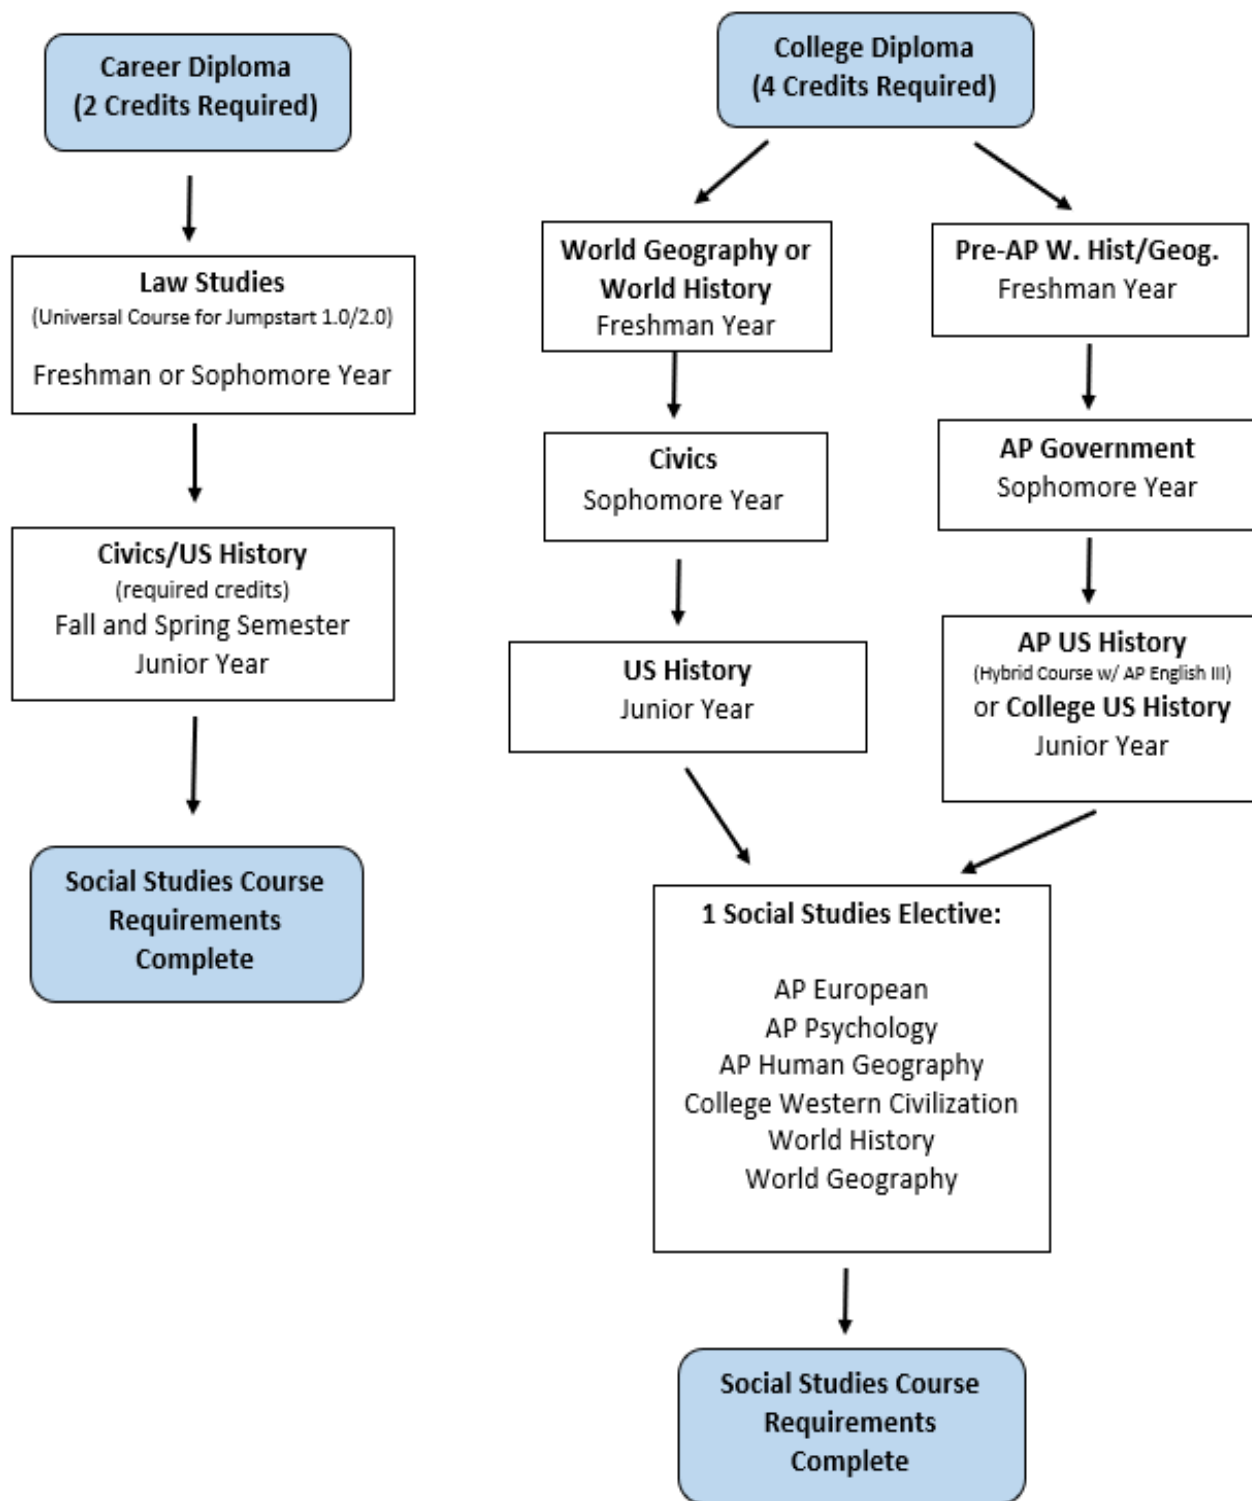 Career Diploma
(2 Credits Required)
Law Studies
(Universal Course for Jumpstart 1.0/2.0)
Freshman or Sophomore Year
Civics/US History
(required credits)
Fall and Spring Semester
Junior Year
Social Studies Course
Requirements
Complete
College Diploma
(4 Credits Required)
World Geography or
World History
Freshman Year
Civics
Sophomore Year
US History
Junior Year
Pre-AP W. Hist/Geog.
Freshman Year
AP Government
Sophomore Year
AP US History
(Hybrid Course w/ AP English III)
or College US History
Junior Year
1 Social Studies Elective:
AP European
AP Psychology
AP Human Geography
College Western Civilization
World History
World Geography
Social Studies Course
Requirements
Complete